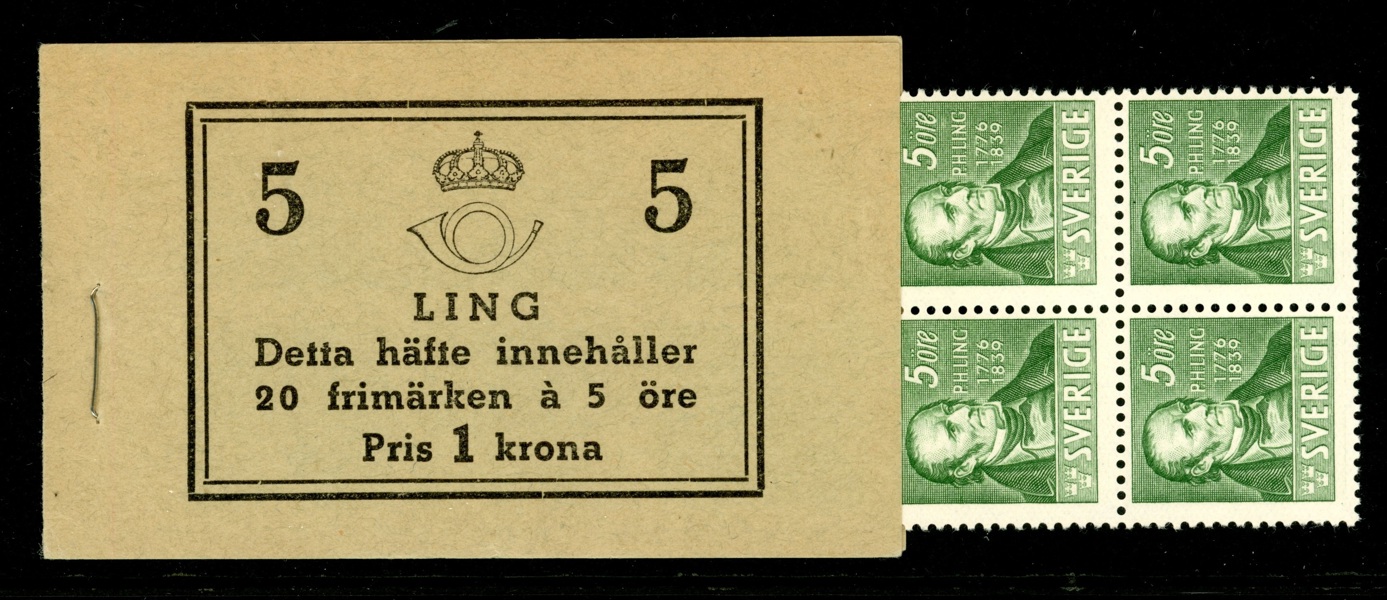 5 5
LING
Detta häfte innehåller
20 frimärken à 5 öre
Pris 1 krona
5 öre
P.H.LING
1776
1839
SVERIGE
5 öre
P.H.LING
1776
1839
SVERIGE
5 öre
P.H.LING
1776
1839
SVERIGE
5 öre
P.H.LING
1776
1839
SVERIGE